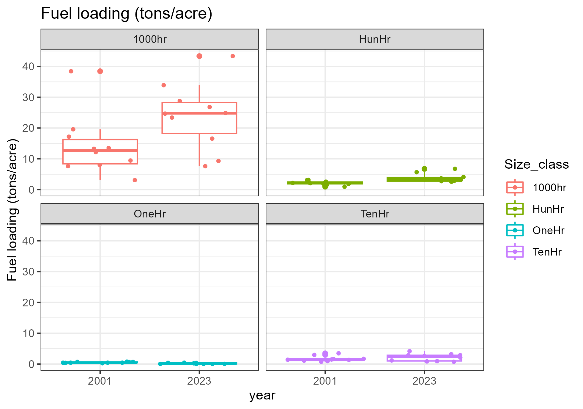 Fuel loading (tons/acre)
1000hr
HunHr
40
30
20
10
0
OneHr
TenHr
40
30
20
10
0
Fuel loading (tons/acre)
2001
2023
2001
2023
year
Size_class
1000hr
HunHr
OneHr
TenHr